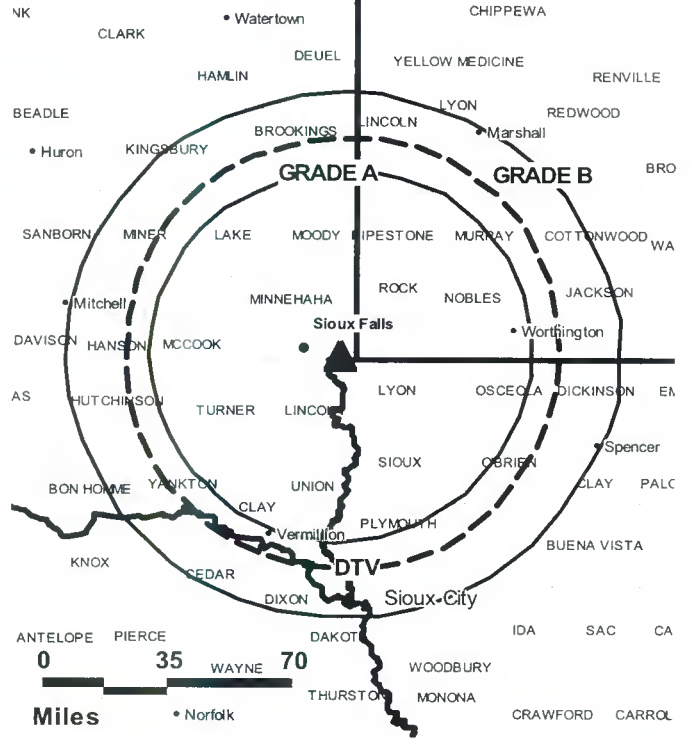 NK
CHIPPEWA
Watertown
CLARK
DEUEL
YELLOW MEDICINE
HAMLIN
RENVILLE
LYON
BEADLE
REDWOOD
LINCOLN
BROOKINGS
Marshall
Huron
KINGSBURY
BRO
GRADE A
GRADE B
SANBORN
MINER
LAKE
MOODY
PIPESTONE
MURRAY
COTTONWOOD
WA
ROCK
JACKSON
MINNEHAHA
NOBLES
Mitchell
Sioux Falls
Worthington
DAVISON
HANSON
MCCOOK
AS
LYON
OSCEOLA
DICKINSON
EM
HUTCHINSON
TURNER
LINCOLN
Spencer
SIOUX
OBRIEN
BON HOMME
YANKTON
UNION
CLAY
PALO
CLAY
PLYMOUTH
Vermillion
BUENA VISTA
KNOX
CEDAR
DTV
DIXON
Sioux City
ANTELOPE
PIERCE
DAKOT
IDA
SAC
CA
0 35 70
WAYNE
WOODBURY
THURSTON
MONONA
Miles
Norfolk
CRAWFORD
CARROL